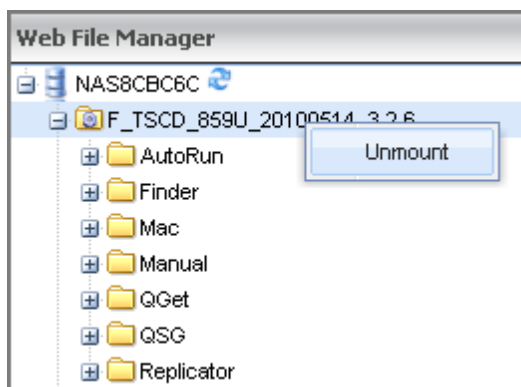 Web File Manager
NAS8CBC6C
F_TSCD_859U_20100514_3.2.6
Unmount
AutoRun
Finder
Mac
Manual
QGet
QSG
Replicator